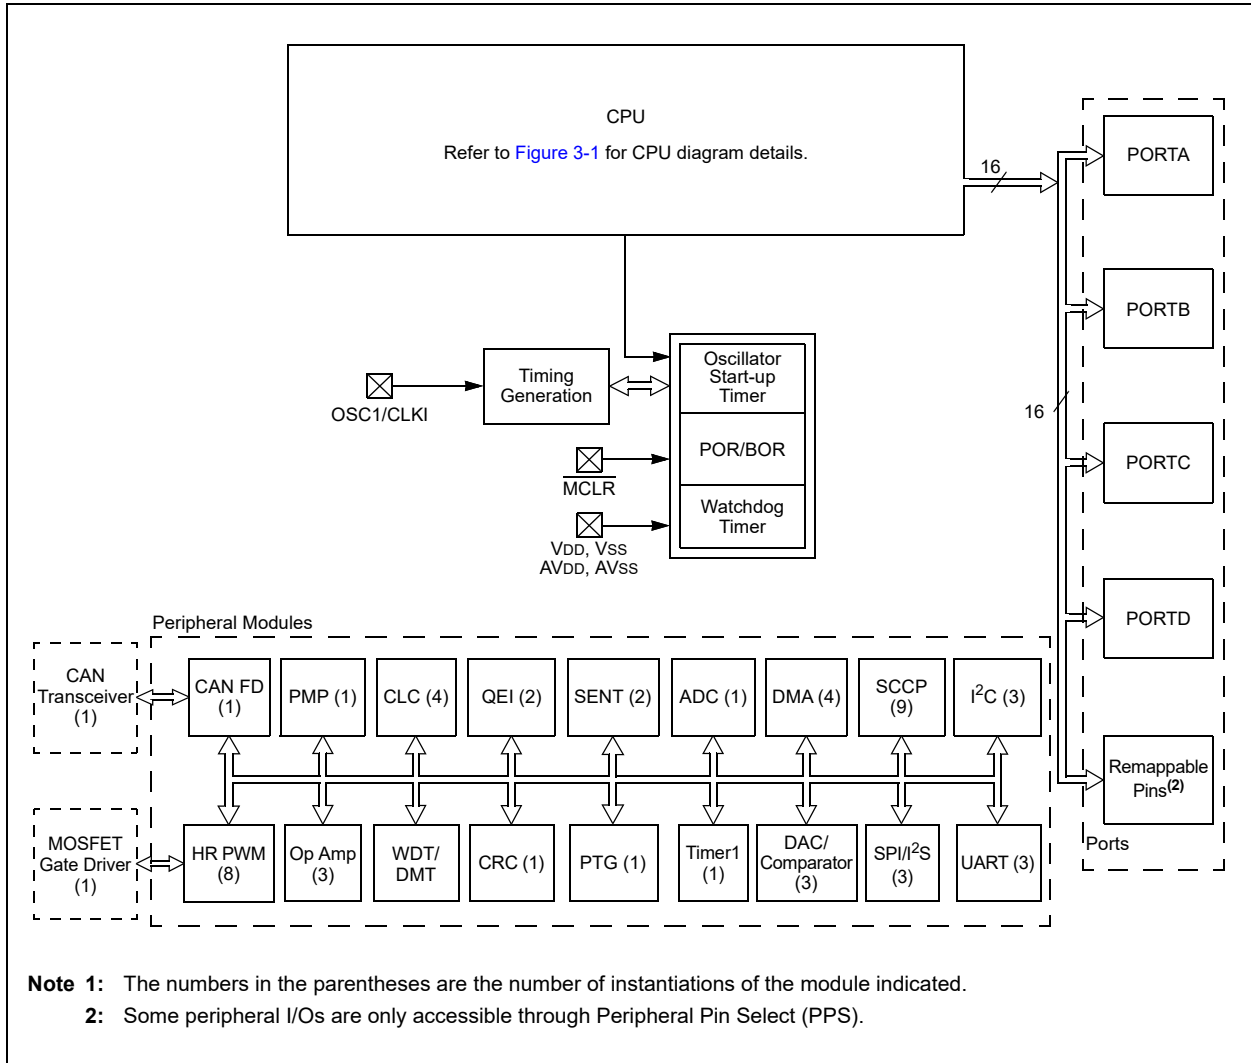 CPU
Refer to Figure 3-1 for CPU diagram details.
16
PORTA
PORTB
16
PORTC
PORTD
Remappable
Pins(2)
Ports
Oscillator
Start-up
Timer
Timing
Generation
OSC1/CLKI
POR/BOR
MCLR
Watchdog
Timer
VDD, VSS
AVDD, AVSS
Peripheral Modules
CAN
Transceiver
(1)
CAN FD
(1)
PMP (1)
CLC (4)
QEI (2)
SENT (2)
ADC (1)
DMA (4)
SCCP
(9)
I2C (3)
MOSFET
Gate Driver
(1)
HR PWM
(8)
Op Amp
(3)
WDT/
DMT
CRC (1)
PTG (1)
Timer1
(1)
DAC/
Comparator
(3)
SPI/I2S
(3)
UART (3)
Note 1: The numbers in the parentheses are the number of instantiations of the module indicated.
2: Some peripheral I/Os are only accessible through Peripheral Pin Select (PPS).